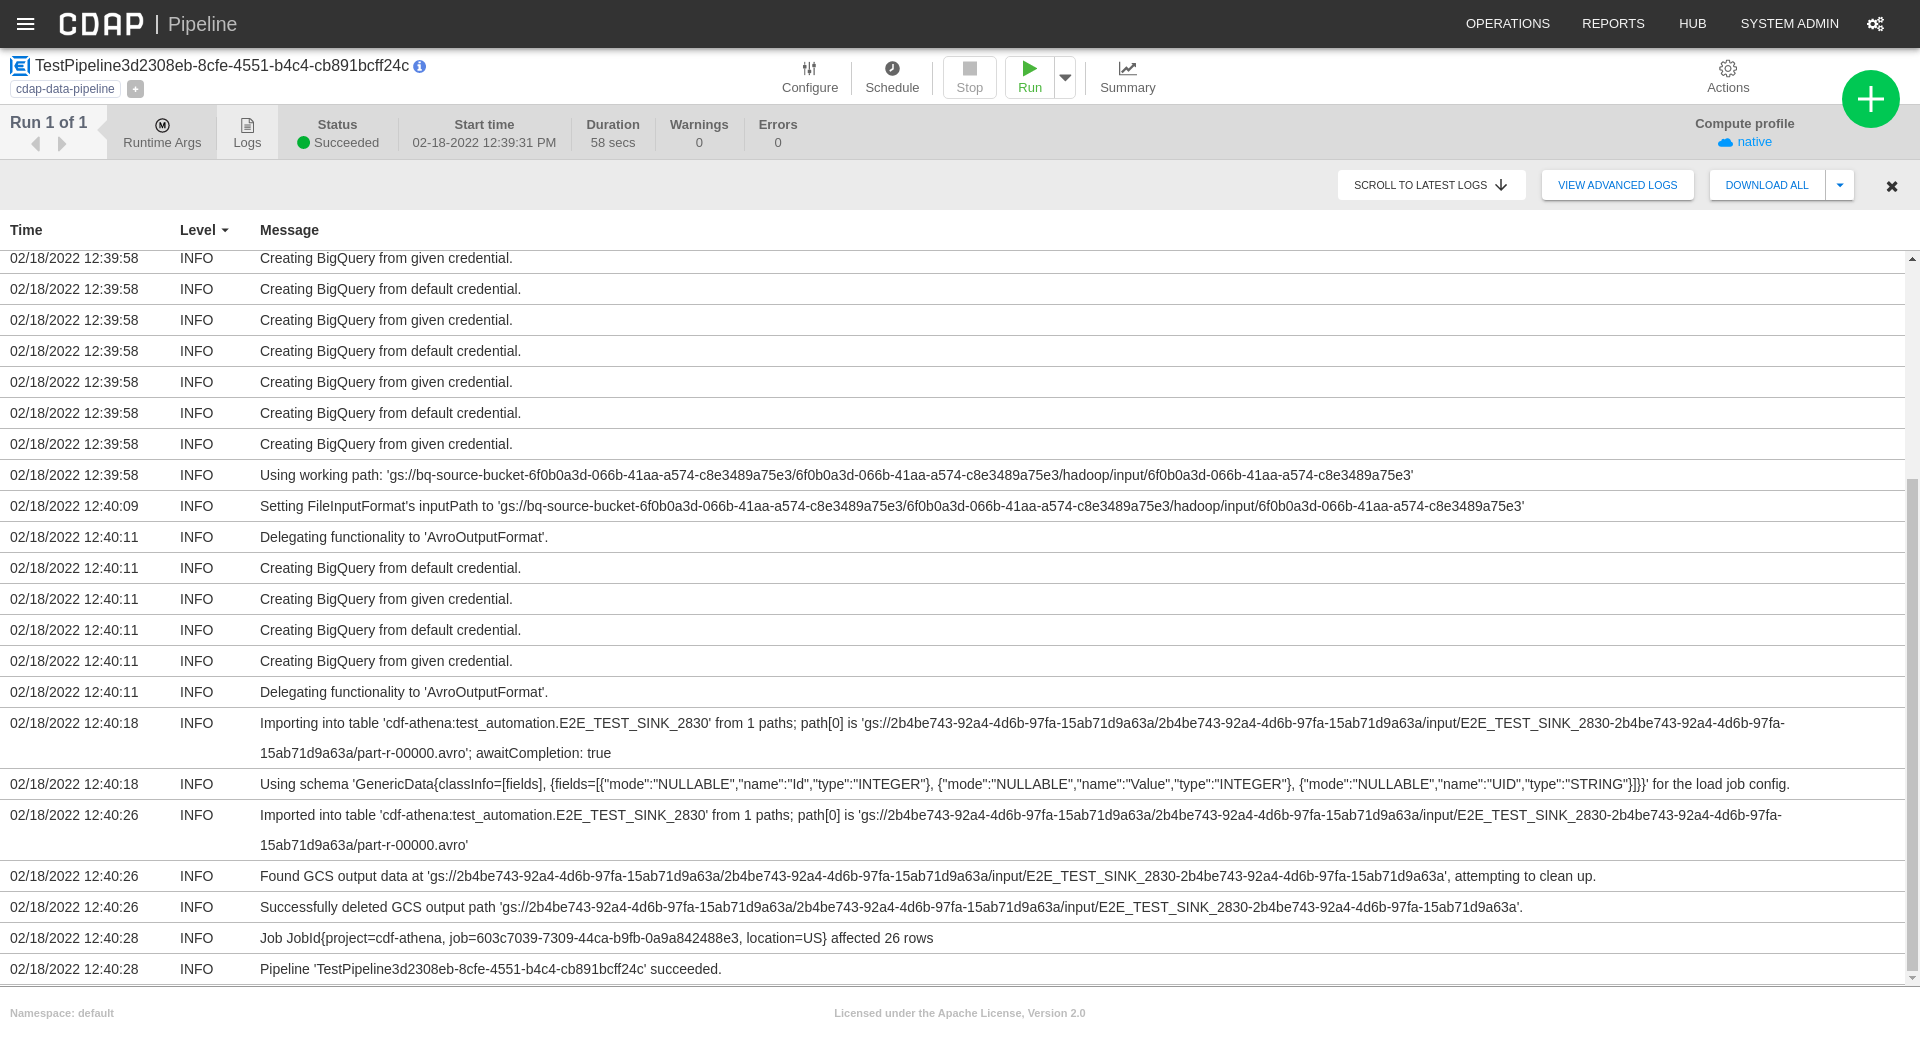 CDAP | Pipeline
OPERATIONS REPORTS HUB SYSTEM ADMIN
TestPipeline3d2308eb-8cfe-4551-b4c4-cb891bcff24c
cdap-data-pipeline +
Configure Schedule Stop Run Summary Actions
Run 1 of 1
Runtime Args
Logs
Status
Succeeded
Start time
02-18-2022 12:39:31 PM
Duration
58 secs
Warnings
0
Errors
0
Compute profile
native
SCROLL TO LATEST LOGS VIEW ADVANCED LOGS DOWNLOAD ALL
Time Level Message
02/18/2022 12:39:58 INFO Creating BigQuery from given credential.
02/18/2022 12:39:58 INFO Creating BigQuery from default credential.
02/18/2022 12:39:58 INFO Creating BigQuery from given credential.
02/18/2022 12:39:58 INFO Creating BigQuery from default credential.
02/18/2022 12:39:58 INFO Creating BigQuery from given credential.
02/18/2022 12:39:58 INFO Creating BigQuery from default credential.
02/18/2022 12:39:58 INFO Creating BigQuery from given credential.
02/18/2022 12:39:58 INFO Using working path: 'gs://bq-source-bucket-6f0b0a3d-066b-41aa-a574-c8e3489a75e3/6f0b0a3d-066b-41aa-a574-c8e3489a75e3/hadoop/input/6f0b0a3d-066b-41aa-a574-c8e3489a75e3'
02/18/2022 12:40:09 INFO Setting FileInputFormat's inputPath to 'gs://bq-source-bucket-6f0b0a3d-066b-41aa-a574-c8e3489a75e3/6f0b0a3d-066b-41aa-a574-c8e3489a75e3/hadoop/input/6f0b0a3d-066b-41aa-a574-c8e3489a75e3'
02/18/2022 12:40:11 INFO Delegating functionality to 'AvroOutputFormat'.
02/18/2022 12:40:11 INFO Creating BigQuery from default credential.
02/18/2022 12:40:11 INFO Creating BigQuery from given credential.
02/18/2022 12:40:11 INFO Creating BigQuery from default credential.
02/18/2022 12:40:11 INFO Creating BigQuery from given credential.
02/18/2022 12:40:11 INFO Delegating functionality to 'AvroOutputFormat'.
02/18/2022 12:40:18 INFO Importing into table 'cdf-athena:test_automation.E2E_TEST_SINK_2830' from 1 paths; path[0] is 'gs://2b4be743-92a4-4d6b-97fa-15ab71d9a63a/2b4be743-92a4-4d6b-97fa-15ab71d9a63a/input/E2E_TEST_SINK_2830-2b4be743-92a4-4d6b-97fa-
15ab71d9a63a/part-r-00000.avro'; awaitCompletion: true
02/18/2022 12:40:18 INFO Using schema 'GenericData{classInfo=[fields], {fields=[{"mode":"NULLABLE","name":"Id","type":"INTEGER"}, {"mode":"NULLABLE","name":"Value","type":"INTEGER"}, {"mode":"NULLABLE","name":"UID","type":"STRING"}]}}' for the load job config.
02/18/2022 12:40:26 INFO Imported into table 'cdf-athena:test_automation.E2E_TEST_SINK_2830' from 1 paths; path[0] is 'gs://2b4be743-92a4-4d6b-97fa-15ab71d9a63a/2b4be743-92a4-4d6b-97fa-15ab71d9a63a/input/E2E_TEST_SINK_2830-2b4be743-92a4-4d6b-97fa-
15ab71d9a63a/part-r-00000.avro'
02/18/2022 12:40:26 INFO Found GCS output data at 'gs://2b4be743-92a4-4d6b-97fa-15ab71d9a63a/2b4be743-92a4-4d6b-97fa-15ab71d9a63a/input/E2E_TEST_SINK_2830-2b4be743-92a4-4d6b-97fa-15ab71d9a63a', attempting to clean up.
02/18/2022 12:40:26 INFO Successfully deleted GCS output path 'gs://2b4be743-92a4-4d6b-97fa-15ab71d9a63a/2b4be743-92a4-4d6b-97fa-15ab71d9a63a/input/E2E_TEST_SINK_2830-2b4be743-92a4-4d6b-97fa-15ab71d9a63a'.
02/18/2022 12:40:28 INFO Job JobId{project=cdf-athena, job=603c7039-7309-44ca-b9fb-0a9a842488e3, location=US} affected 26 rows
02/18/2022 12:40:28 INFO Pipeline 'TestPipeline3d2308eb-8cfe-4551-b4c4-cb891bcff24c' succeeded.
Namespace: default Licensed under the Apache License, Version 2.0